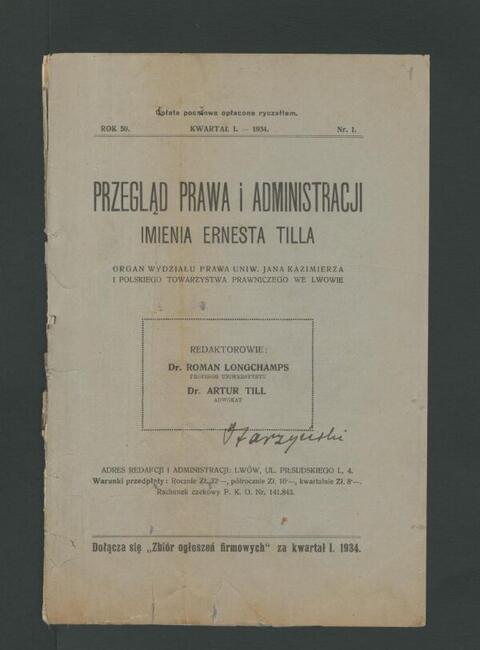 1
Opłata pocztowa opłacona ryczałtem.
ROK 59. KWARTAŁ I. — 1934. Nr. 1.
PRZEGLĄD PRAWA i ADMINISTRACJI
IMIENIA ERNESTA TILLA
ORGAN WYDZIAŁU PRAWA UNIW. JANA KAZIMIERZA
I POLSKIEGO TOWARZYSTWA PRAWNICZEGO WE LWOWIE
REDAKTOROWIE:
Dr. ROMAN LONGCHAMPS
PROFESOR UNIWERSYTETU
Dr. ARTUR TILL
ADWOKAT
Starzyński
ADRES REDAKCJI I ADMINISTRACJI: LWÓW, UL. PIŁSUDSKIEGO L. 4.
Warunki przedpłaty: Rocznie Zł. 32·—, półrocznie Zł. 16·—, kwartalnie Zł. 8·—.
Rachunek czekowy P. K. O. Nr. 141.843.
Dołącza się „Zbiór ogłoszeń firmowych" za kwartał I. 1934.